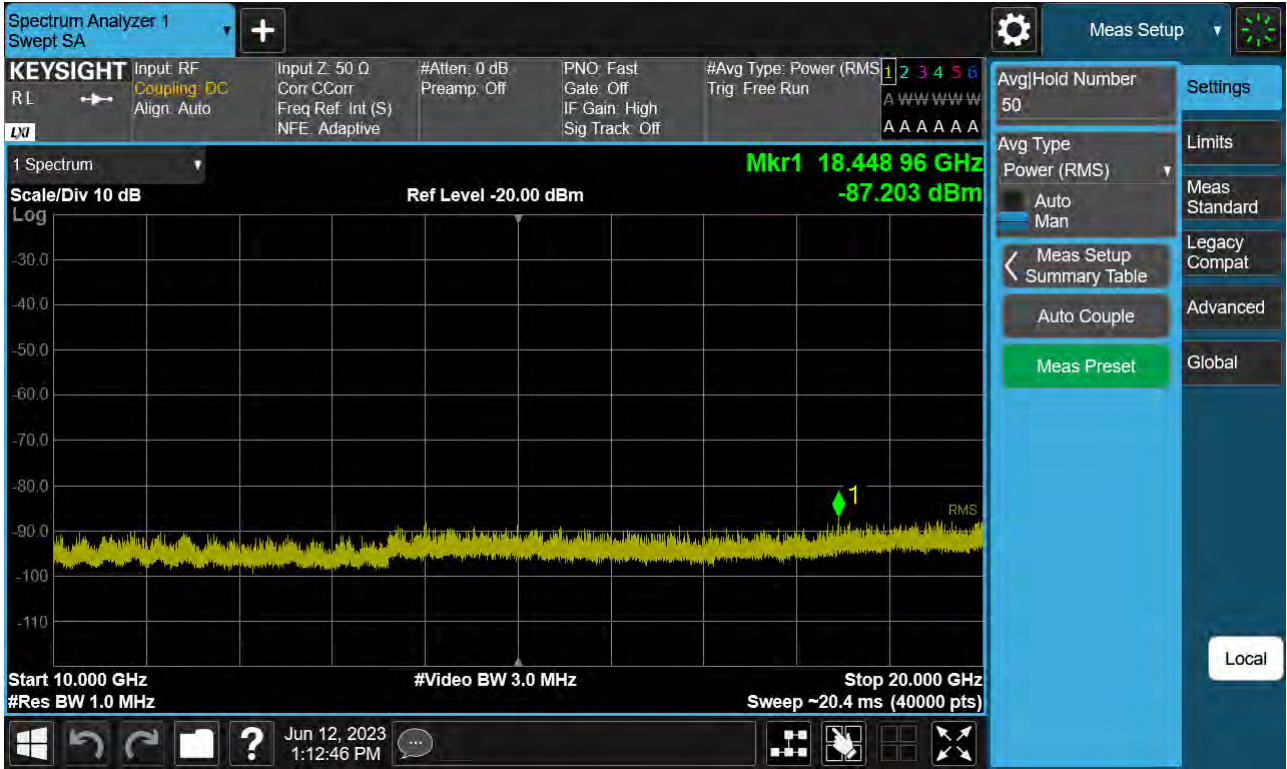 Spectrum Analyzer 1
Swept SA
+
Meas Setup
KEYSIGHT
RL
LXI
Input: RF
Coupling: DC
Align: Auto
Input Z: 50 Ω
Corr CCorr
Freq Ref: Int (S)
NFE: Adaptive
#Atten: 0 dB
Preamp: Off
PNO: Fast
Gate: Off
IF Gain: High
Sig Track: Off
#Avg Type: Power (RMS
Trig: Free Run
1 2 3 4 5 6
A W W W W W
A A A A A A
1 Spectrum
Scale/Div 10 dB
Ref Level -20.00 dBm
Mkr1 18.448 96 GHz
-87.203 dBm
Log
-30.0
-40.0
-50.0
-60.0
-70.0
-80.0
-90.0
-100
-110
1
RMS
Start 10.000 GHz
#Res BW 1.0 MHz
#Video BW 3.0 MHz
Stop 20.000 GHz
Sweep ~20.4 ms (40000 pts)
Avg|Hold Number
50
Avg Type
Power (RMS)
Auto
Man
Meas Setup
Summary Table
Auto Couple
Meas Preset
Settings
Limits
Meas
Standard
Legacy
Compat
Advanced
Global
Local
?
Jun 12, 2023
1:12:46 PM